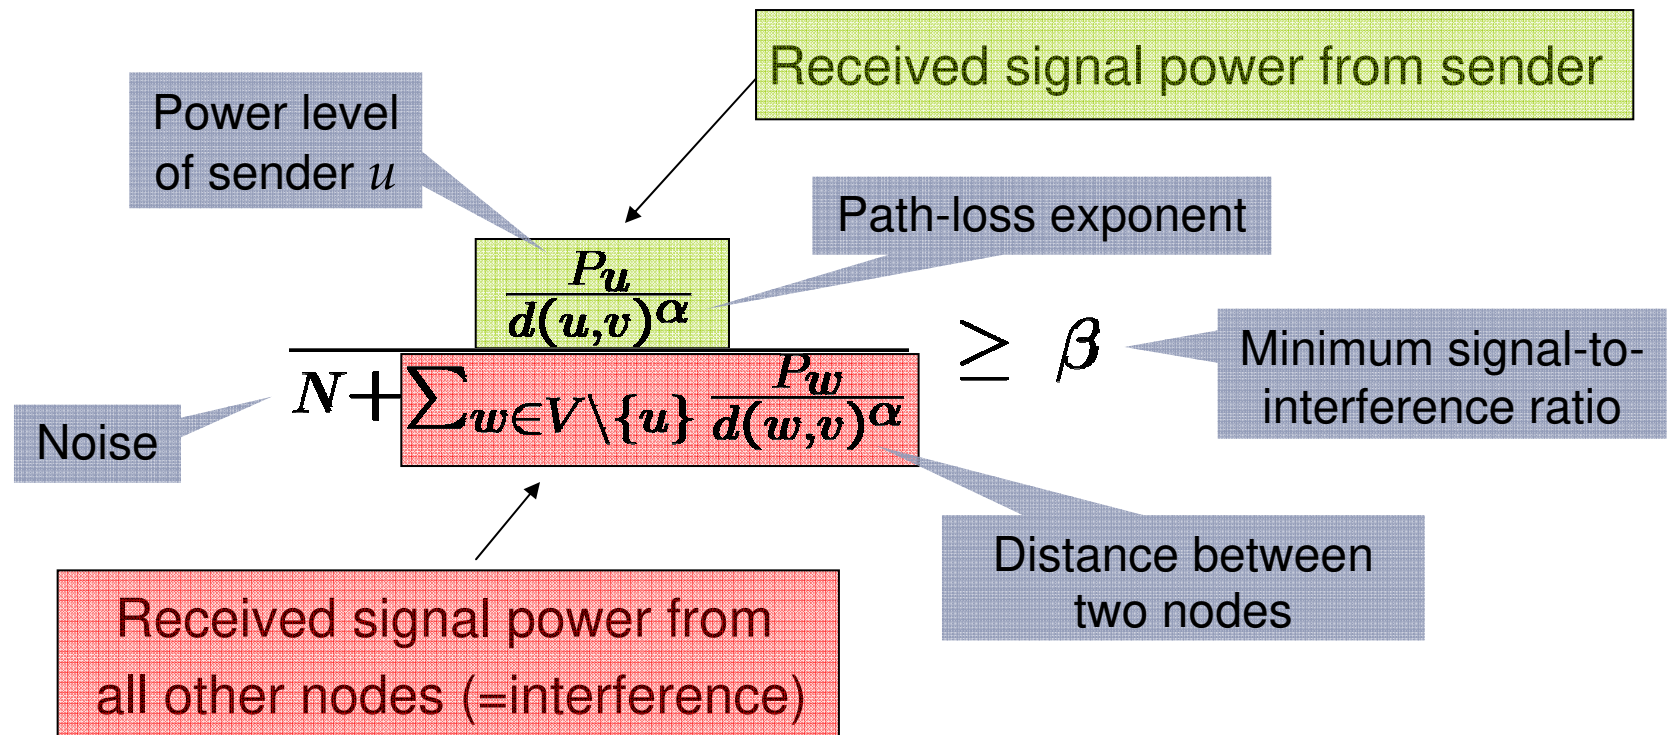 Received signal power from sender
Power level
of sender u
Path-loss exponent
P_u
d(u,v)^α
≥ β
N+∑_{w∈V\{u}} P_w
d(w,v)^α
Minimum signal-to-
interference ratio
Noise
Distance between
two nodes
Received signal power from
all other nodes (=interference)